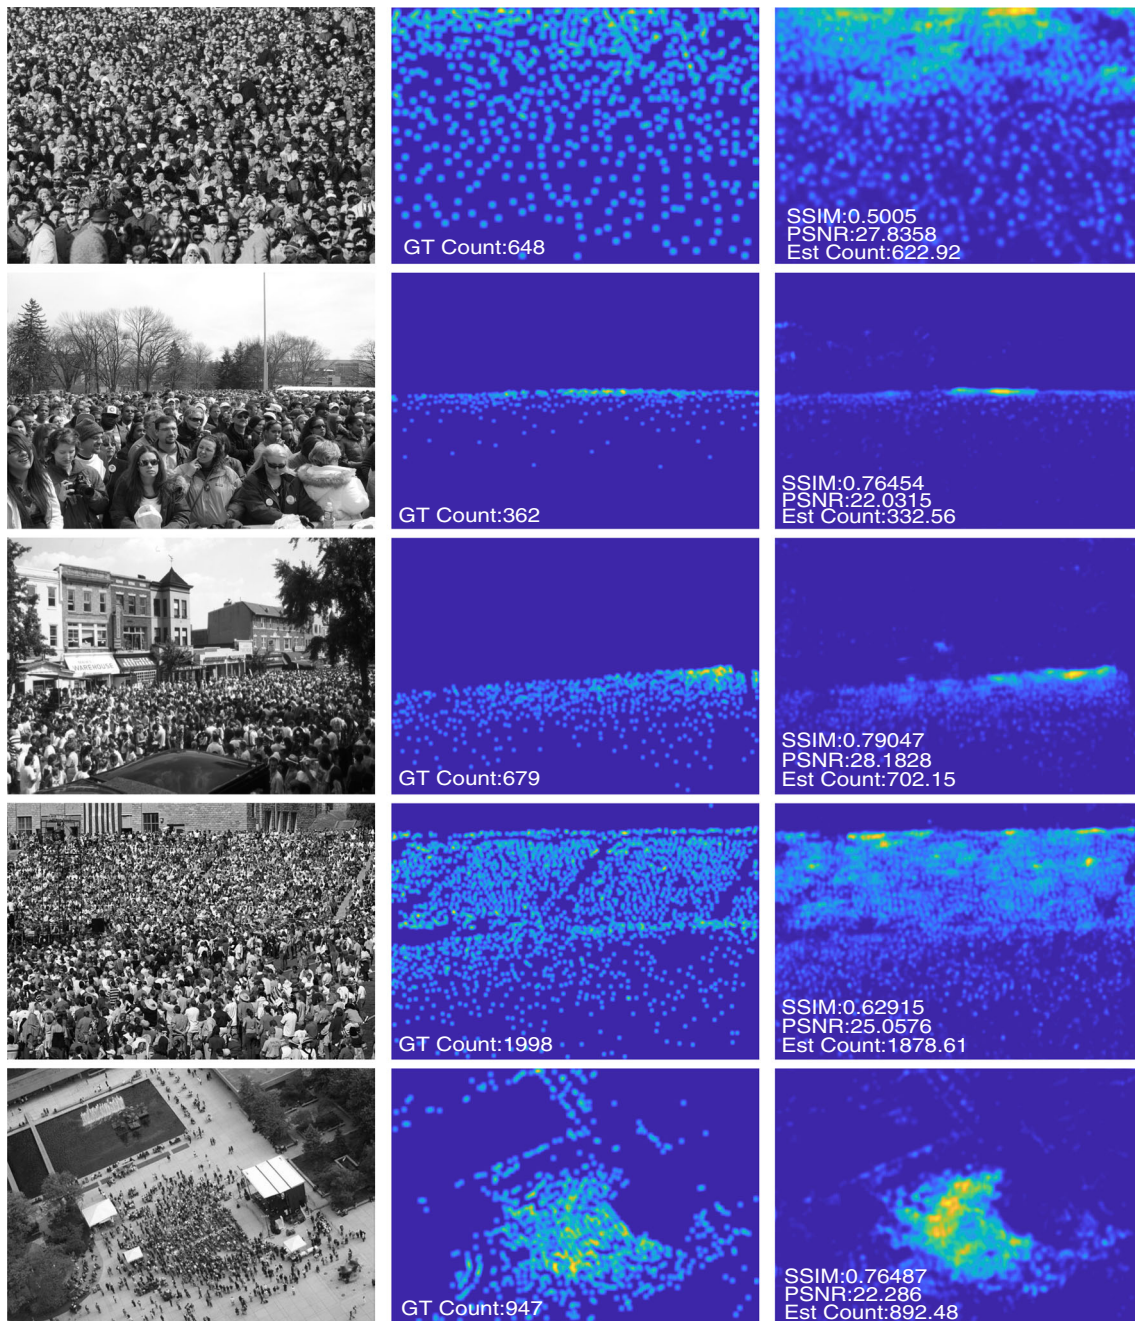 GT Count:648
SSIM:0.5005
PSNR:27.8358
Est Count:622.92
GT Count:362
SSIM:0.76454
PSNR:22.0315
Est Count:332.56
WAREHOUSE
GT Count:679
SSIM:0.79047
PSNR:28.1828
Est Count:702.15
GT Count:1998
SSIM:0.62915
PSNR:25.0576
Est Count:1878.61
GT Count:947
SSIM:0.76487
PSNR:22.286
Est Count:892.48